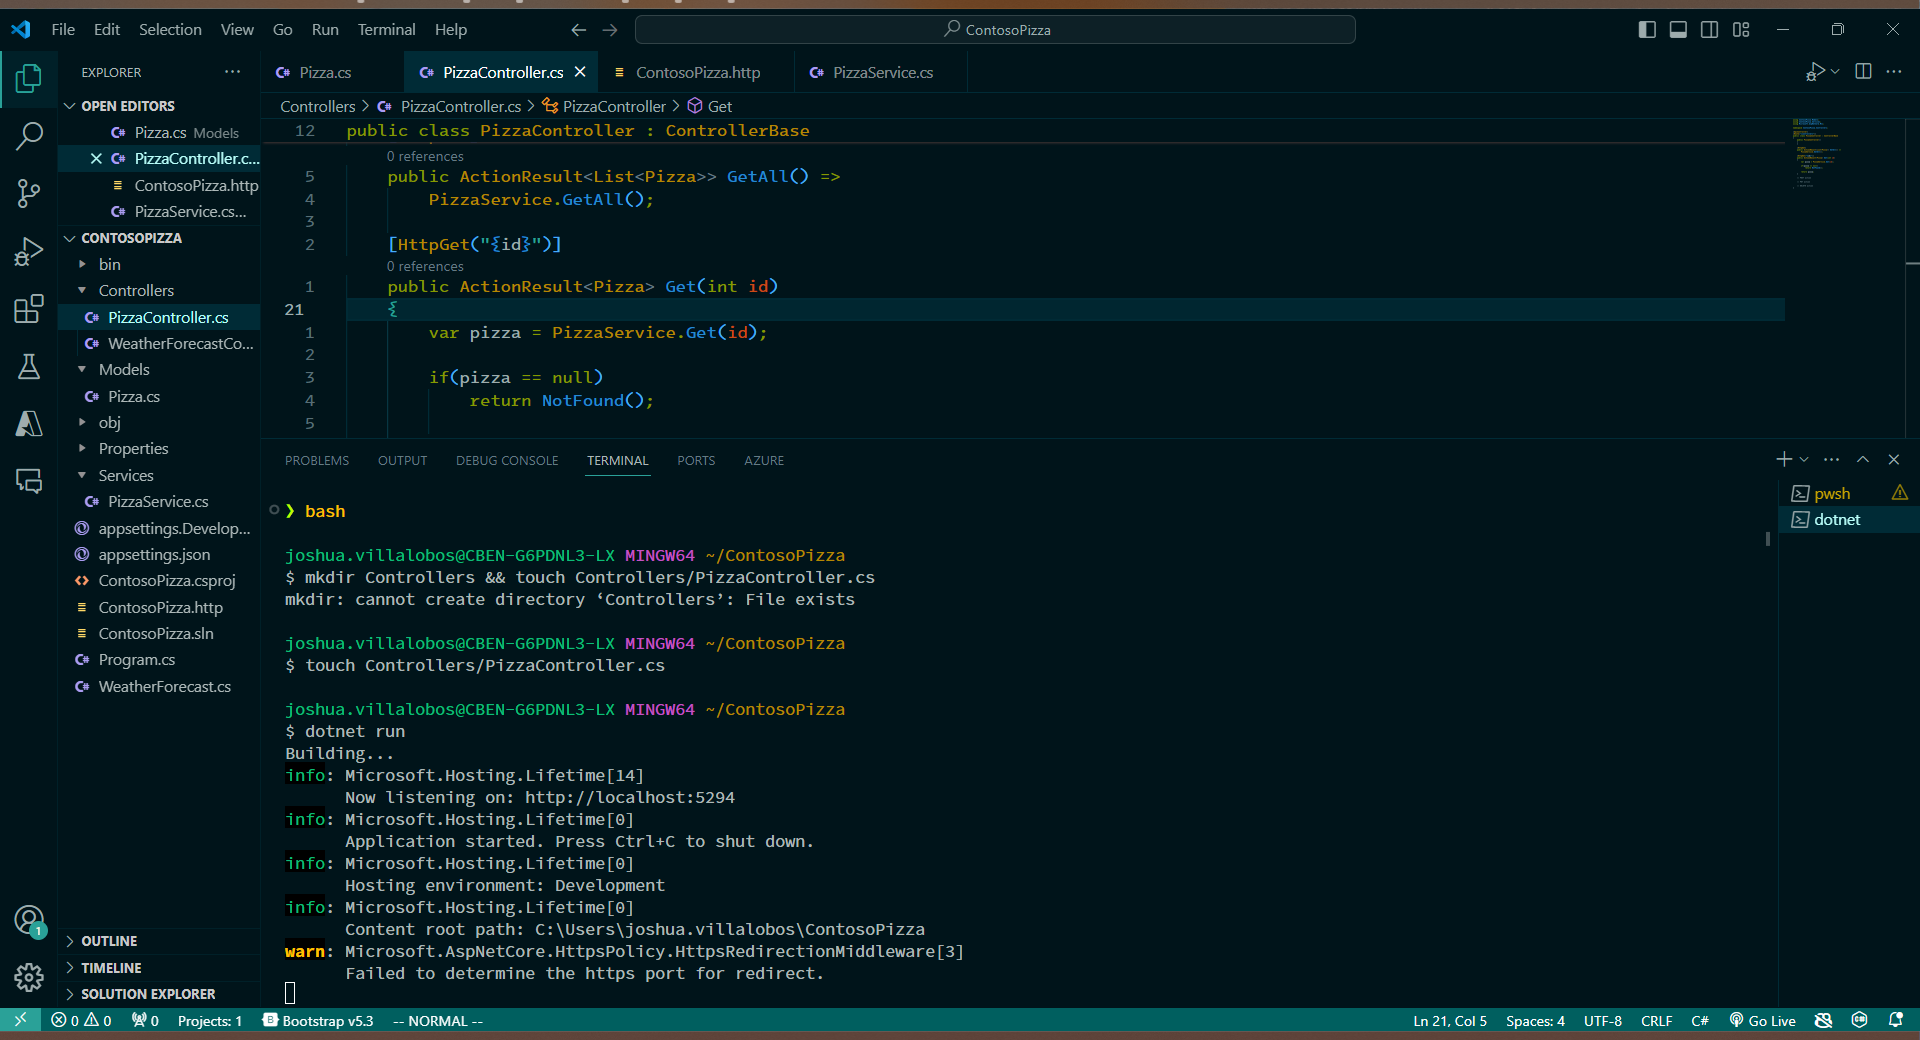 File Edit Selection View Go Run Terminal Help
ContosoPizza
EXPLORER
OPEN EDITORS
Pizza.cs Models
PizzaController.c...
ContosoPizza.http
PizzaService.cs...
CONTOSOPIZZA
bin
Controllers
PizzaController.cs
WeatherForecastCo...
Models
Pizza.cs
obj
Properties
Services
PizzaService.cs
appsettings.Develop...
appsettings.json
ContosoPizza.csproj
ContosoPizza.http
ContosoPizza.sln
Program.cs
WeatherForecast.cs
OUTLINE
TIMELINE
SOLUTION EXPLORER
1
Pizza.cs PizzaController.cs ContosoPizza.http PizzaService.cs
Controllers > PizzaController.cs > PizzaController > Get
12 public class PizzaController : ControllerBase
0 references
5 public ActionResult<List<Pizza>> GetAll() =>
4 PizzaService.GetAll();
3
2 [HttpGet("{id}")]
0 references
1 public ActionResult<Pizza> Get(int id)
21 {
1 var pizza = PizzaService.Get(id);
2
3 if(pizza == null)
4 return NotFound();
5
PROBLEMS OUTPUT DEBUG CONSOLE TERMINAL PORTS AZURE
pwsh
dotnet
❯ bash
joshua.villalobos@CBEN-G6PDNL3-LX MINGW64 ~/ContosoPizza
$ mkdir Controllers && touch Controllers/PizzaController.cs
mkdir: cannot create directory ‘Controllers’: File exists
joshua.villalobos@CBEN-G6PDNL3-LX MINGW64 ~/ContosoPizza
$ touch Controllers/PizzaController.cs
joshua.villalobos@CBEN-G6PDNL3-LX MINGW64 ~/ContosoPizza
$ dotnet run
Building...
info: Microsoft.Hosting.Lifetime[14]
Now listening on: http://localhost:5294
info: Microsoft.Hosting.Lifetime[0]
Application started. Press Ctrl+C to shut down.
info: Microsoft.Hosting.Lifetime[0]
Hosting environment: Development
info: Microsoft.Hosting.Lifetime[0]
Content root path: C:\Users\joshua.villalobos\ContosoPizza
warn: Microsoft.AspNetCore.HttpsPolicy.HttpsRedirectionMiddleware[3]
Failed to determine the https port for redirect.
0 0 0 Projects: 1 Bootstrap v5.3 -- NORMAL -- Ln 21, Col 5 Spaces: 4 UTF-8 CRLF C# Go Live